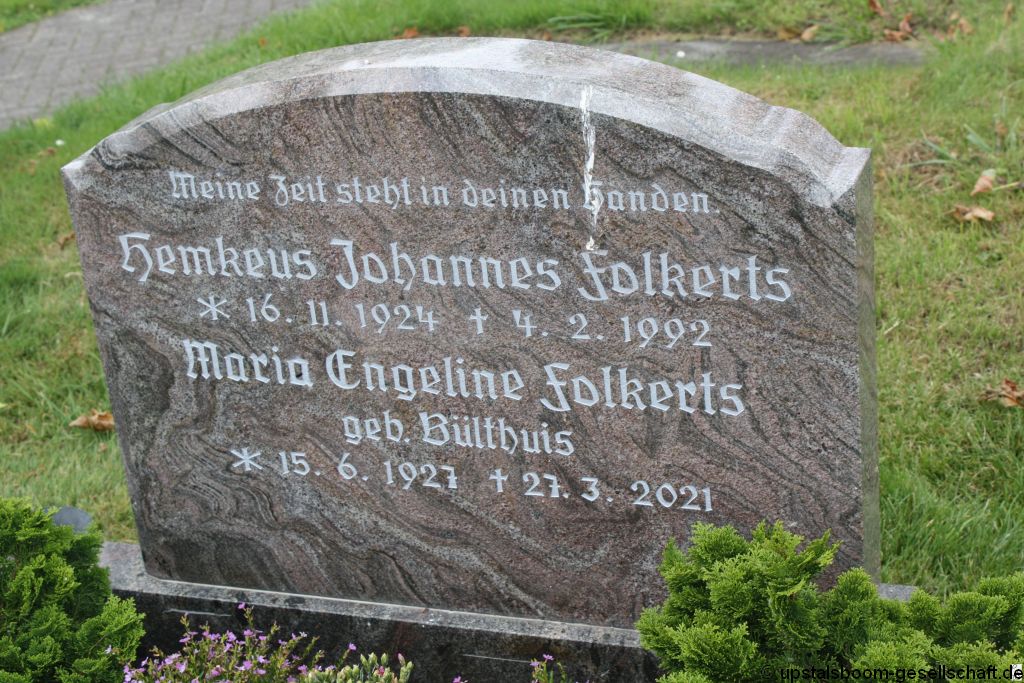 Meine Zeit steht in deinen Händen.
Hemkeus Johannes Folkerts
* 16. 11. 1924 † 4. 2. 1992
Maria Engeline Folkerts
geb. Bülthuis
* 15. 6. 1927 † 27. 3. 2021
upstalsboom-gesellschaft.de